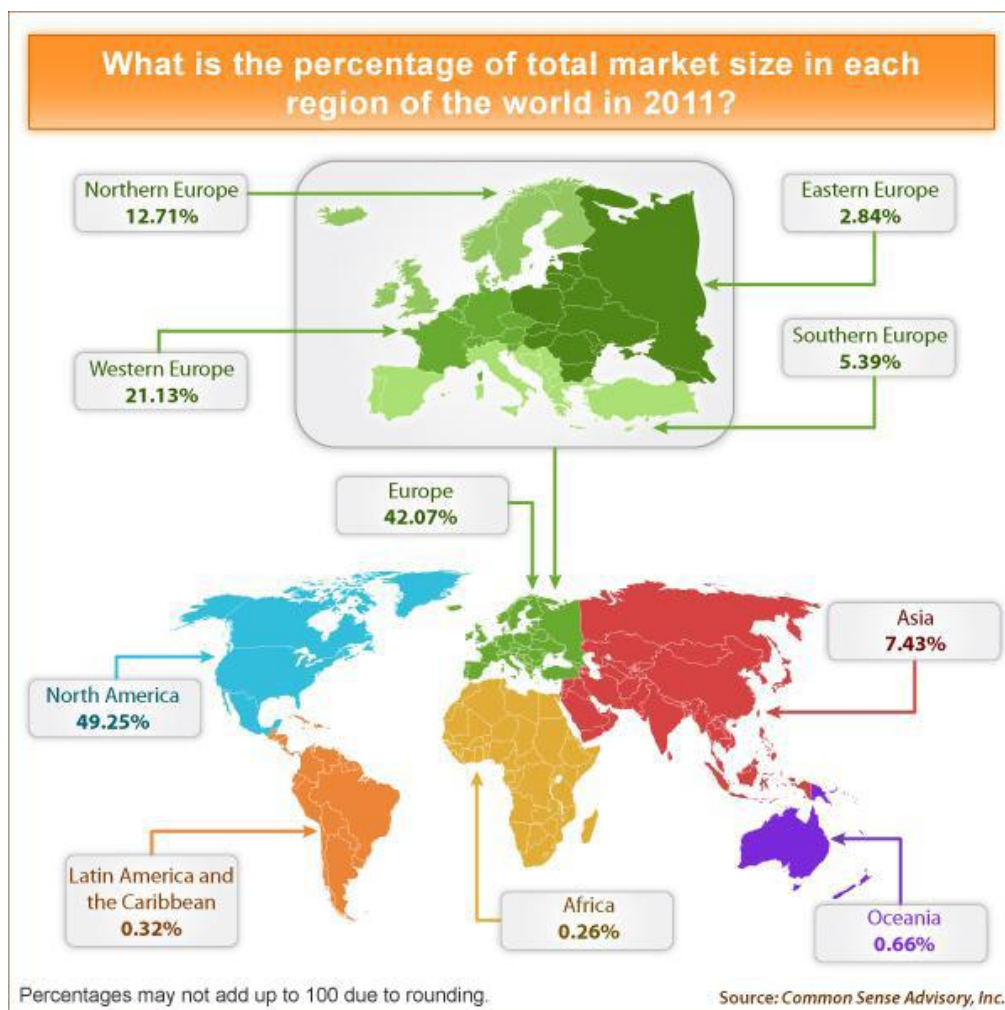 What is the percentage of total market size in each
region of the world in 2011?
Northern Europe
12.71%
Eastern Europe
2.84%
Western Europe
21.13%
Southern Europe
5.39%
Europe
42.07%
Asia
7.43%
North America
49.25%
Latin America and
the Caribbean
0.32%
Africa
0.26%
Oceania
0.66%
Percentages may not add up to 100 due to rounding.
Source: Common Sense Advisory, Inc.